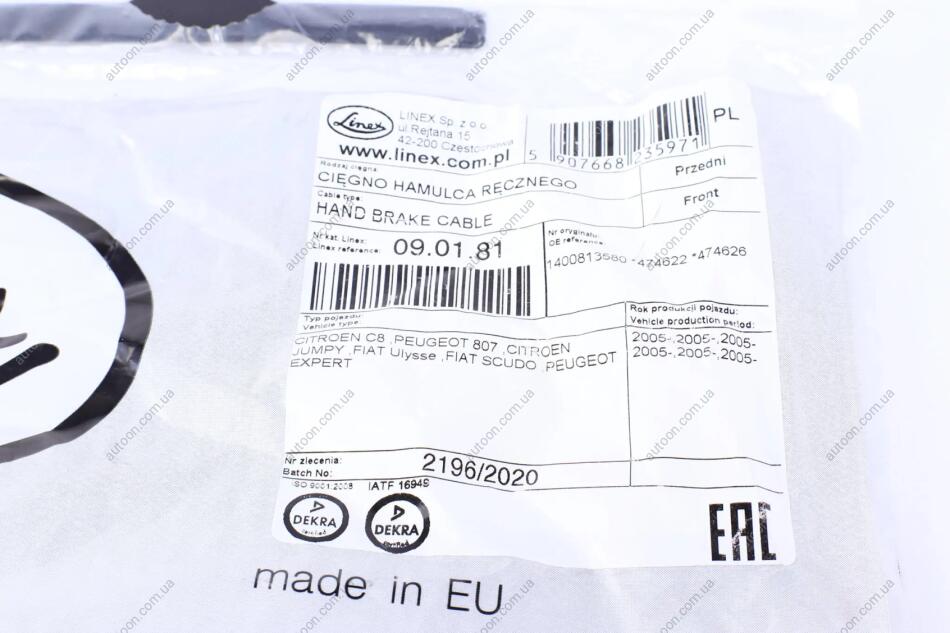 Linex
LINEX Sp. z o.o.
ul.Rejtana 15
42-200 Czestochowa
www.linex.com.pl
5 907668 235971
PL
Rodzaj cięgna:
CIĘGNO HAMULCA RĘCZNEGO
Przedni
Cable type:
HAND BRAKE CABLE
Front
Nr kat. Linex:
Linex reference:
09.01.81
Nr oryginału:
OE reference:
1400813580 *474622 *474626
Typ pojazdu:
Vehicle type:
Rok produkcji pojazdu:
Vehicle production period:
CITROEN C8 ,PEUGEOT 807 ,CITROEN
JUMPY ,FIAT Ulysse ,FIAT SCUDO ,PEUGEOT
EXPERT
2005-,2005-,2005-
2005-,2005-,2005-
Nr zlecenia:
Batch No:
2196/2020
ISO 9001:2008
IATF 16949
DEKRA
certified
DEKRA
certified
EAC
made in EU
autoon.com.ua